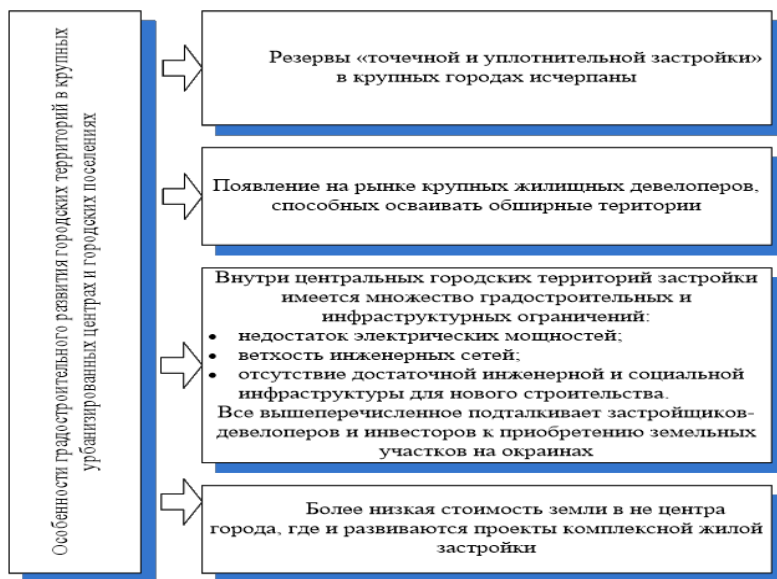 Особенности градостроительного развития городских территорий в крупных
урбанизированных центрах и городских поселениях
Резервы «точечной и уплотнительной застройки»
в крупных городах исчерпаны
Появление на рынке крупных жилищных девелоперов,
способных осваивать обширные територии
Внутри центральных городских территорий застройки
имеется множество градостроительных и
инфраструктурных ограничений:
• недостаток электрических мощностей;
• ветхость инженерных сетей;
• отсутствие достаточной инженерной и социальной
инфраструктуры для нового строительства.
Все вышеперечисленное подталкивает застройщиков-
девелоперов и инвесторов к приобретению земельных
участков на окраинах
Более низкая стоимость земли в не центра
города, где и развиваются проекты комплексной жилой
застройки